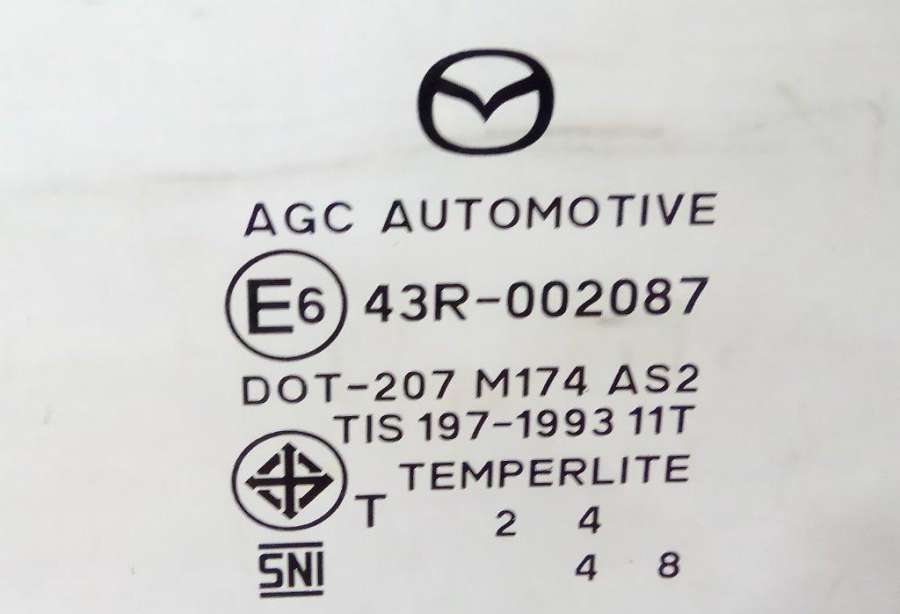 AGC AUTOMOTIVE
E6 43R-002087
DOT-207 M174 AS2
TIS 197-1993 11T
TEMPERLITE
T 2 4
SNI 4 8